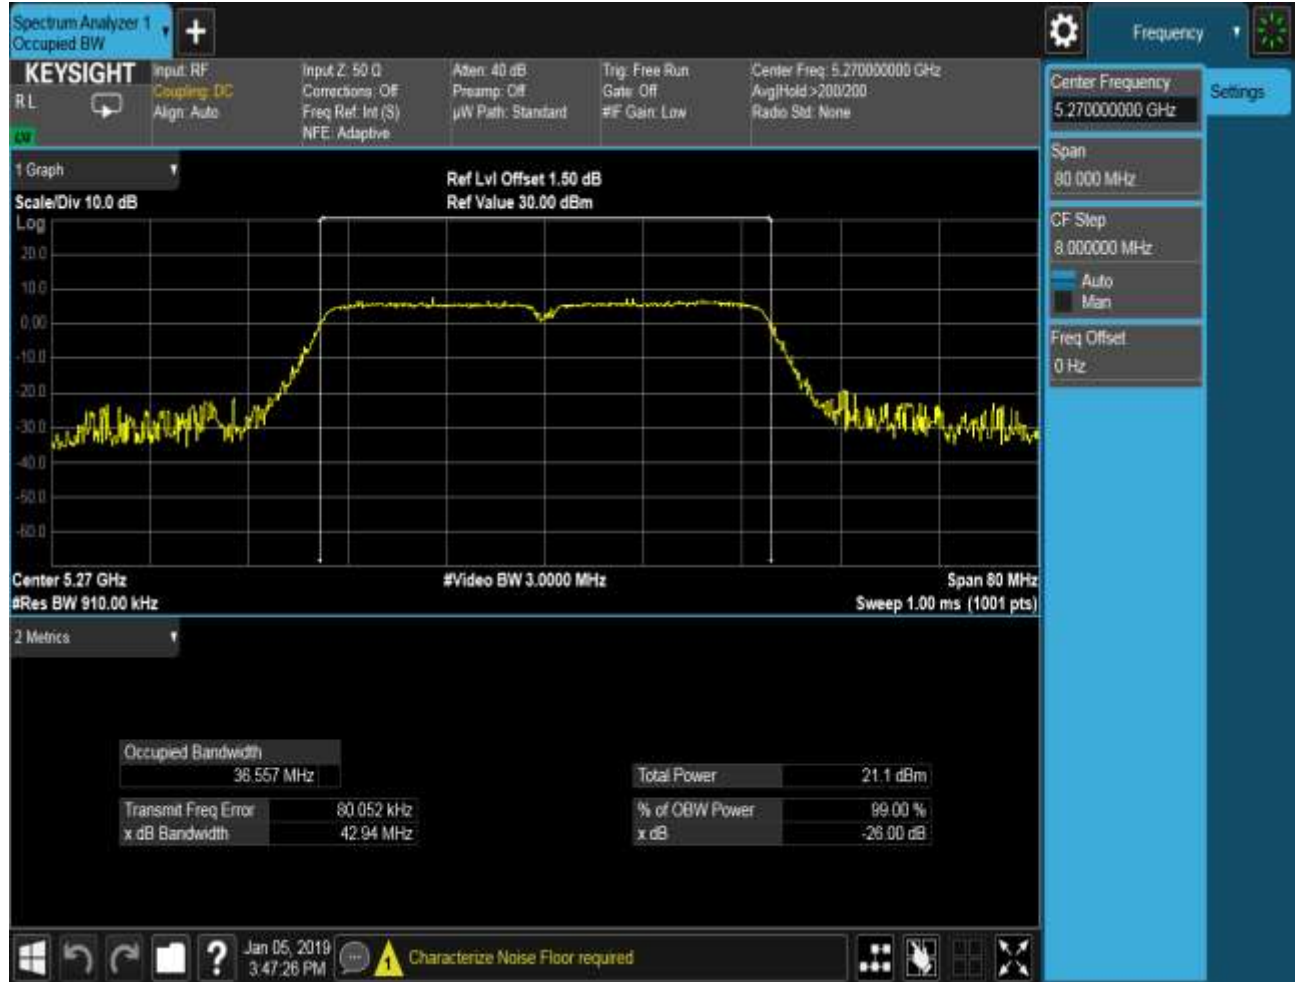 Spectrum Analyzer 1
Occupied BW
Frequency
KEYSIGHT
R L
Input: RF
Coupling: DC
Align: Auto
Input Z: 50 Ω
Corrections: Off
Freq Ref: Int (S)
NFE: Adaptive
Atten: 40 dB
Preamp: Off
µW Path: Standard
Trig: Free Run
Gate: Off
#IF Gain: Low
Center Freq: 5.270000000 GHz
Avg|Hold:>200/200
Radio Std: None
Center Frequency
5.270000000 GHz
Settings
Span
80.000 MHz
CF Step
8.000000 MHz
Auto
Man
Freq Offset
0 Hz
1 Graph
Scale/Div 10.0 dB
Ref Lvl Offset 1.50 dB
Ref Value 30.00 dBm
Log
20.0
10.0
0.00
-10.0
-20.0
-30.0
-40.0
-50.0
-60.0
Center 5.27 GHz
#Video BW 3.0000 MHz
Span 80 MHz
#Res BW 910.00 kHz
Sweep 1.00 ms (1001 pts)
2 Metrics
Occupied Bandwidth
36.557 MHz
Total Power 21.1 dBm
Transmit Freq Error 80.052 kHz
% of OBW Power 99.00 %
x dB Bandwidth 42.94 MHz
x dB -26.00 dB
?
Jan 05, 2019
3:47:26 PM
1
Characterize Noise Floor required